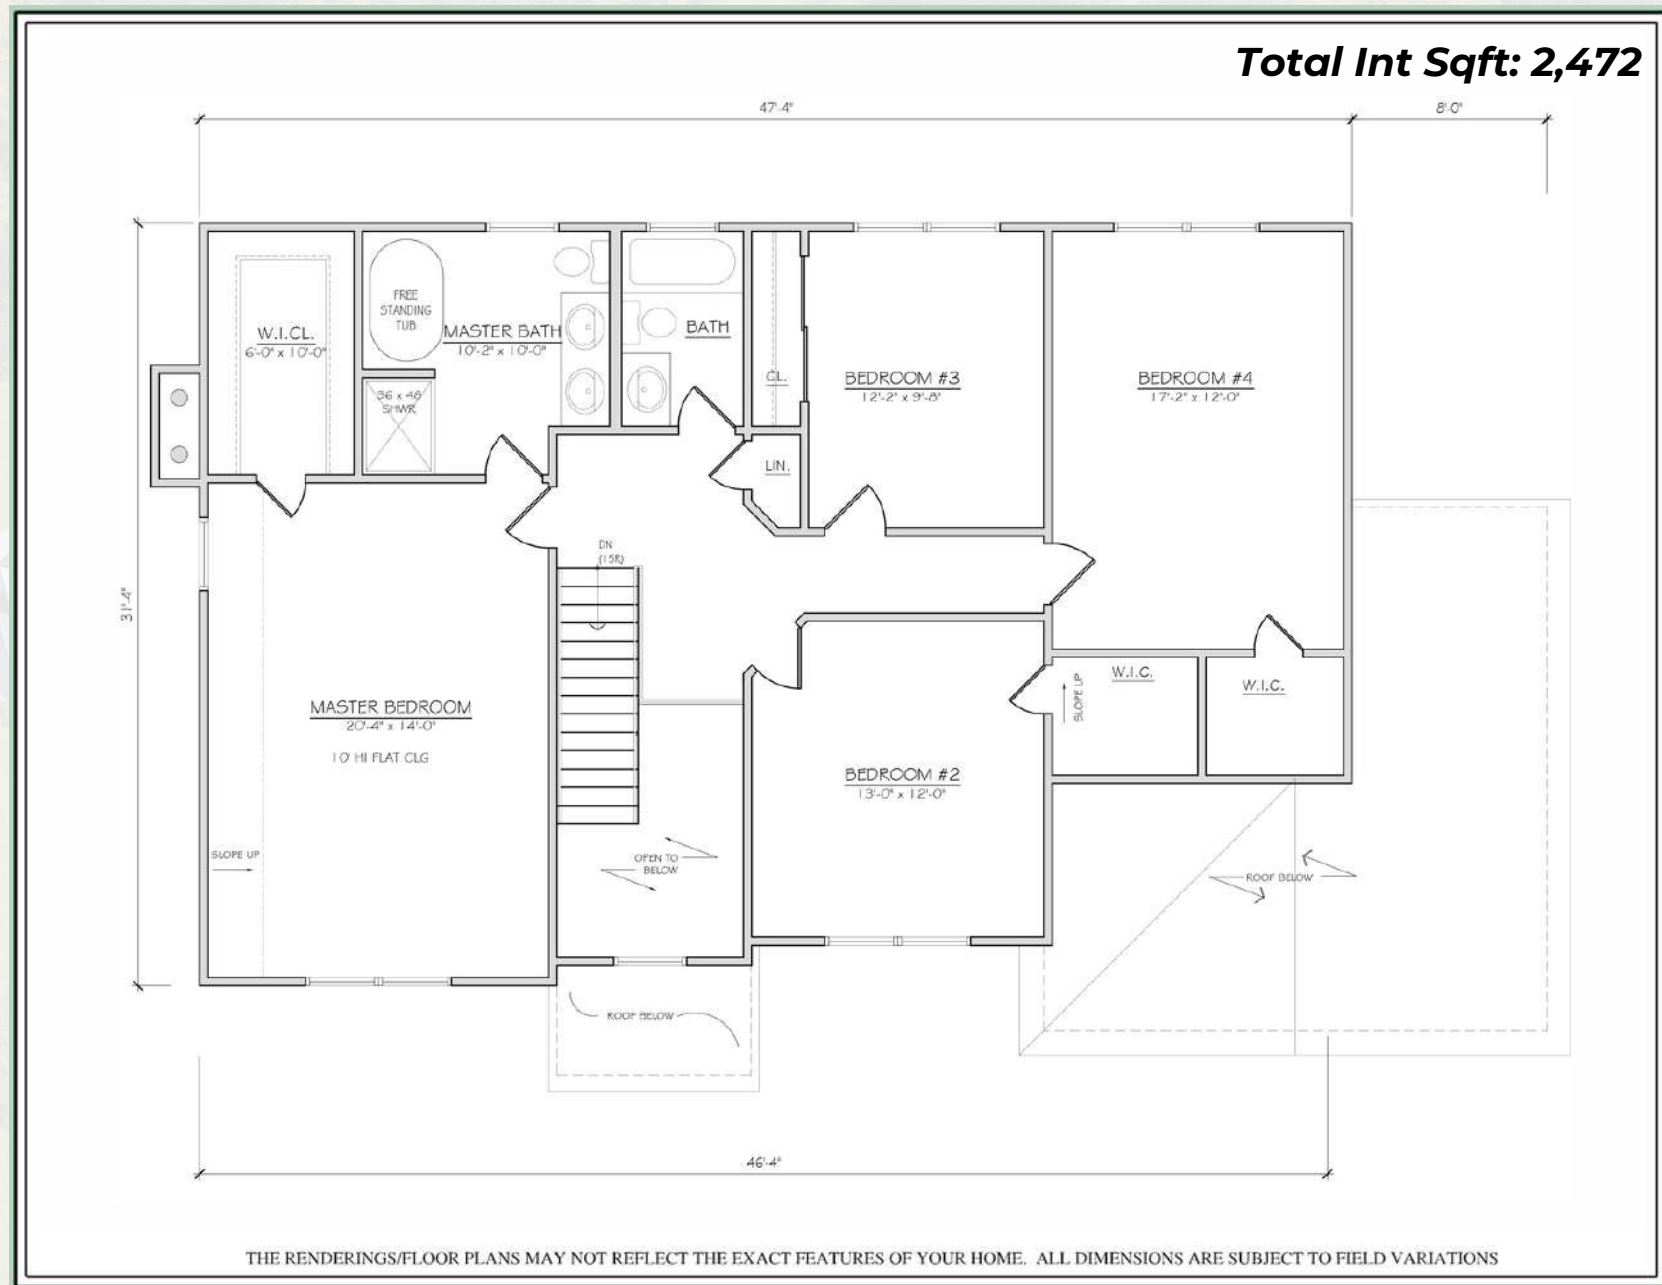 Total Int Sqft: 2,472
47'-4"
8'-0"
FREE
STANDING
TUB
W.I.CL.
6'-0" x 10'-0"
MASTER BATH
10'-2" x 10'-0"
BATH
CL.
BEDROOM #3
12'-2" x 9'-8"
BEDROOM #4
17'-2" x 12'-0"
36 x 48
SHWR
LIN.
DN
(15R)
31'-4"
W.I.C.
W.I.C.
SLOPE UP
MASTER BEDROOM
20'-4" x 14'-0"
10' HI FLAT CLG
BEDROOM #2
13'-0" x 12'-0"
SLOPE UP
OPEN TO
BELOW
ROOF BELOW
ROOF BELOW
46'-4"
THE RENDERINGS/FLOOR PLANS MAY NOT REFLECT THE EXACT FEATURES OF YOUR HOME. ALL DIMENSIONS ARE SUBJECT TO FIELD VARIATIONS